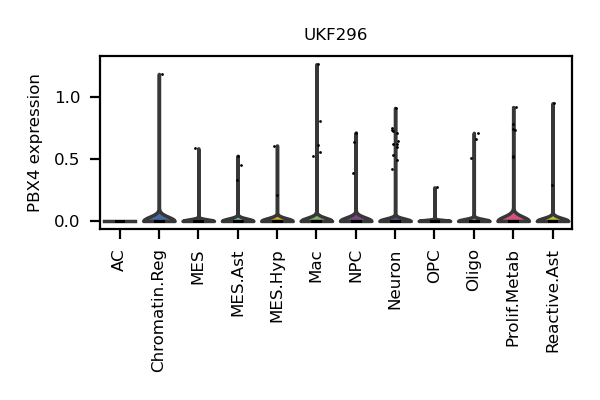 UKF296
PBX4 expression
1.0
0.5
0.0
AC
Chromatin.Reg
MES
MES.Ast
MES.Hyp
Mac
NPC
Neuron
OPC
Oligo
Prolif.Metab
Reactive.Ast